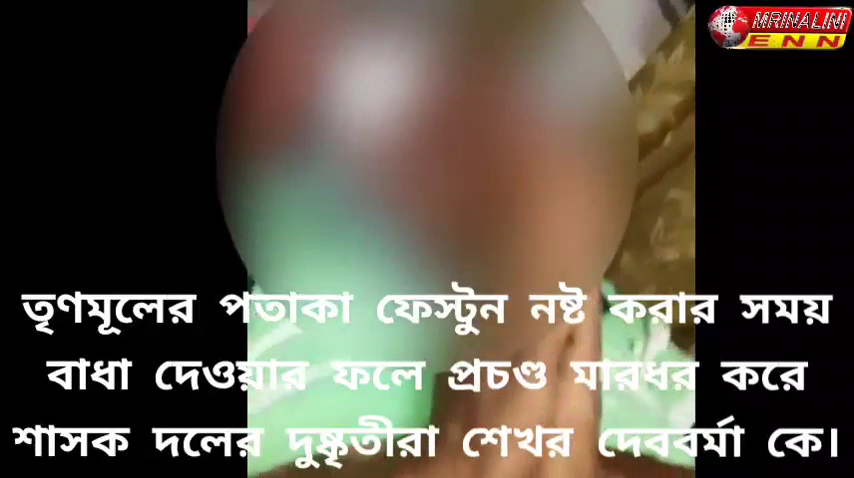 MRINALINI
ENN
তৃণমূলের পতাকা ফেস্টুন নষ্ট করার সময়
বাধা দেওয়ার ফলে প্রচণ্ড মারধর করে
শাসক দলের দুষ্কৃতীরা শেখর দেববর্মা কে।